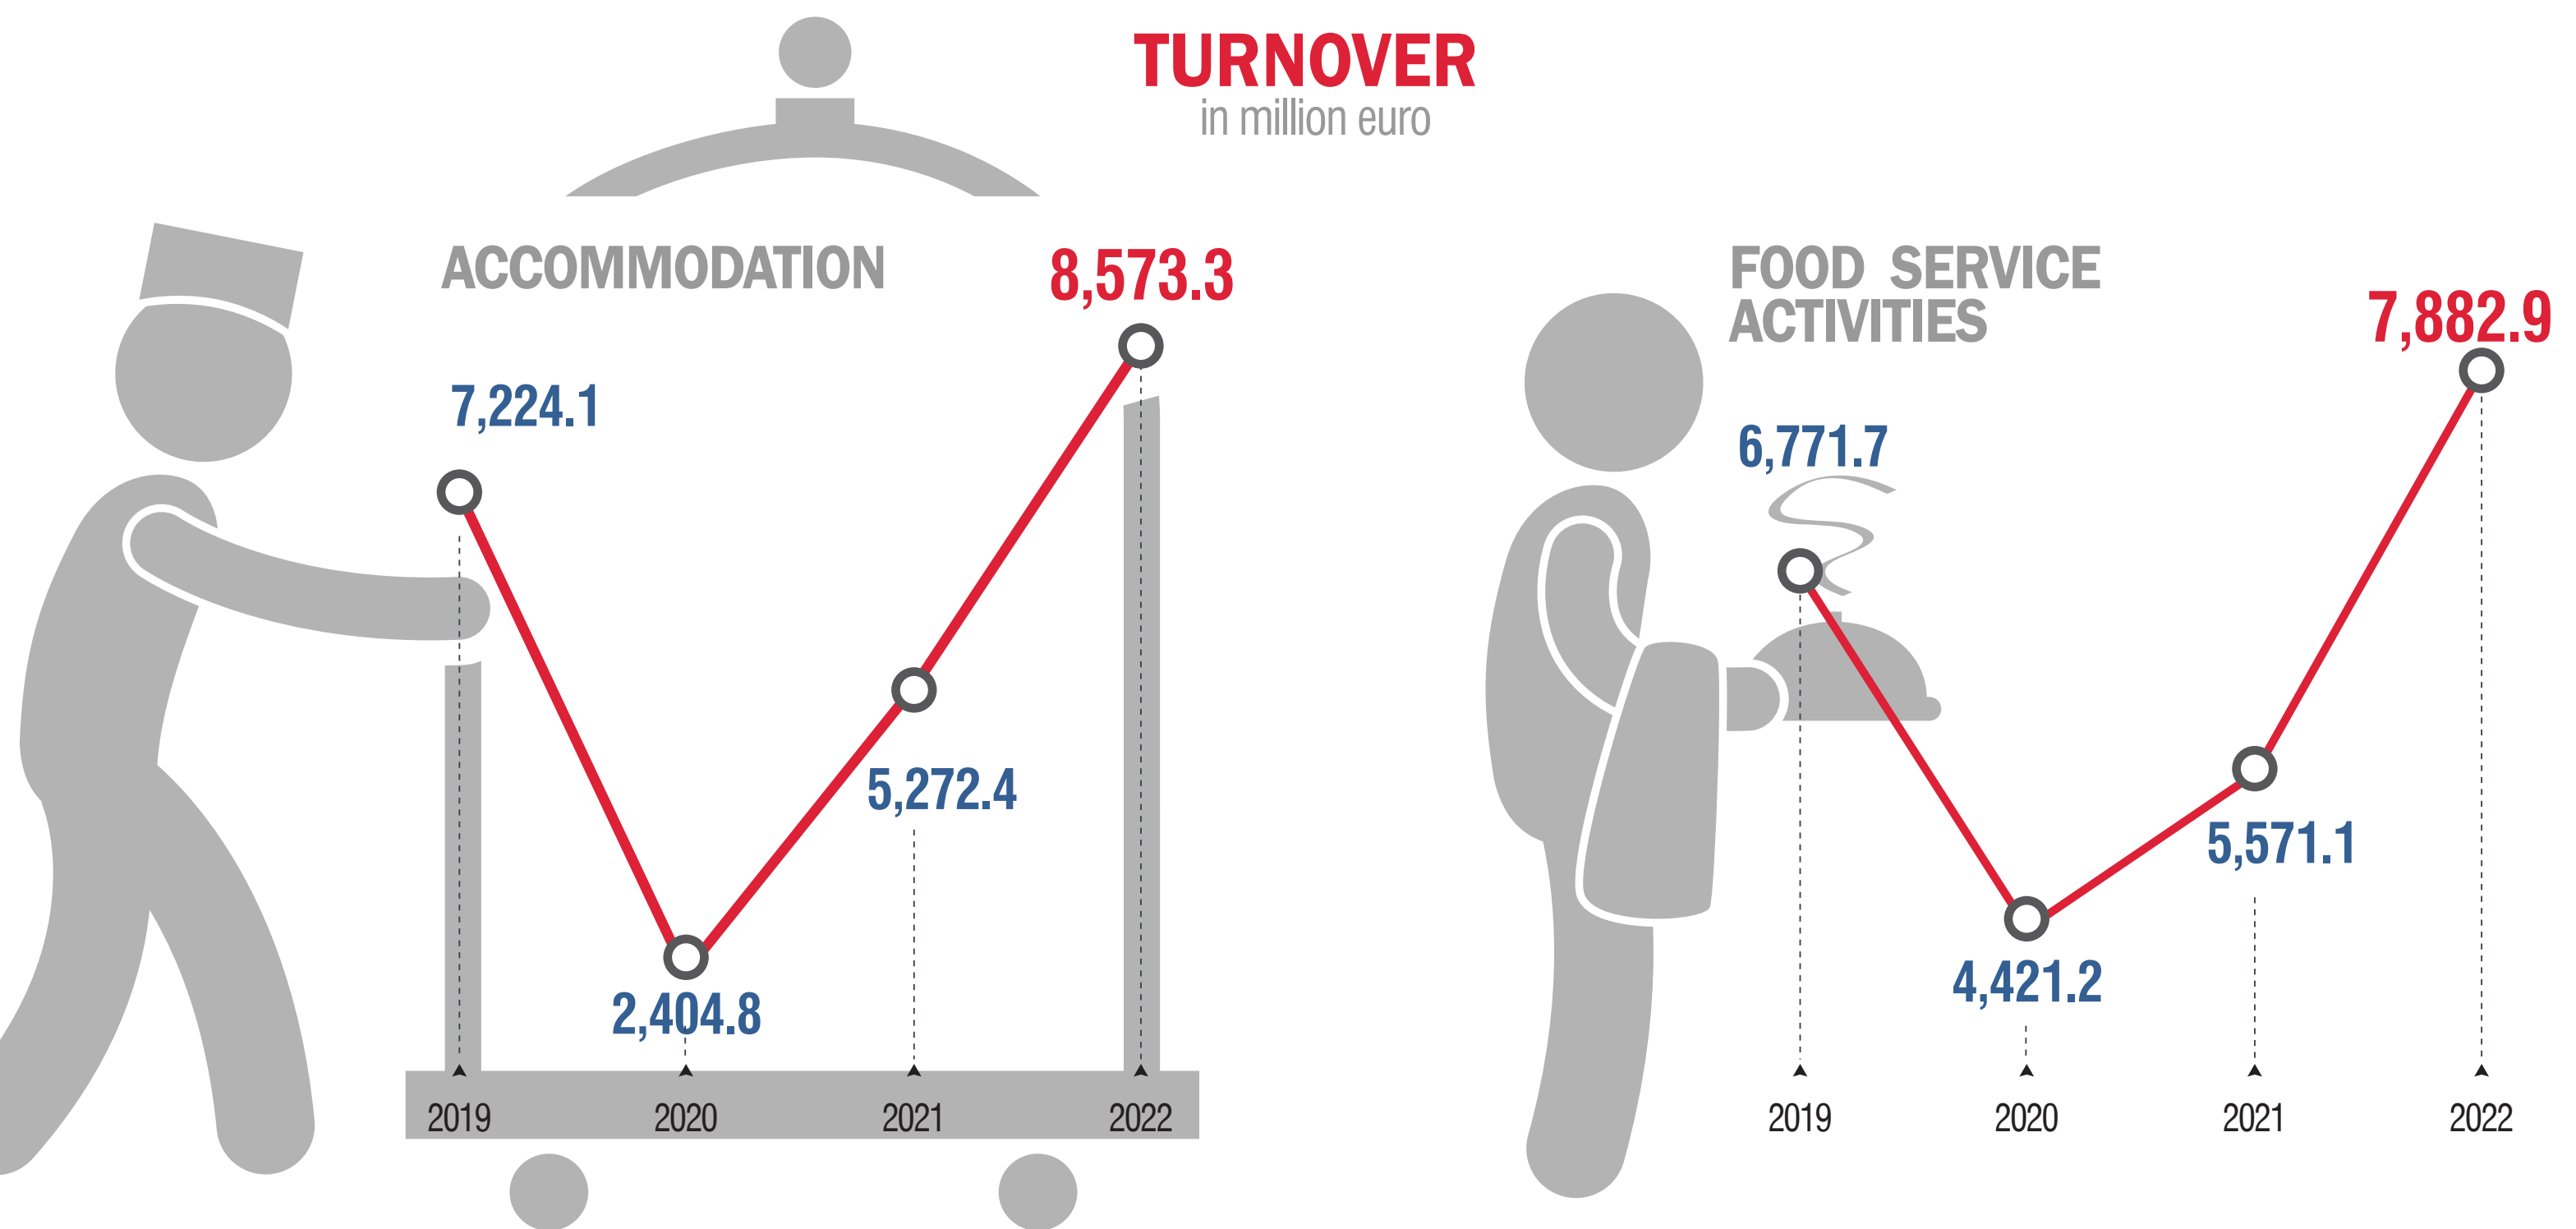 TURNOVER
in million euro
ACCOMMODATION
8,573.3
7,224.1
5,272.4
2,404.8
2019 2020 2021 2022
FOOD SERVICE
ACTIVITIES
7,882.9
6,771.7
5,571.1
4,421.2
2019 2020 2021 2022